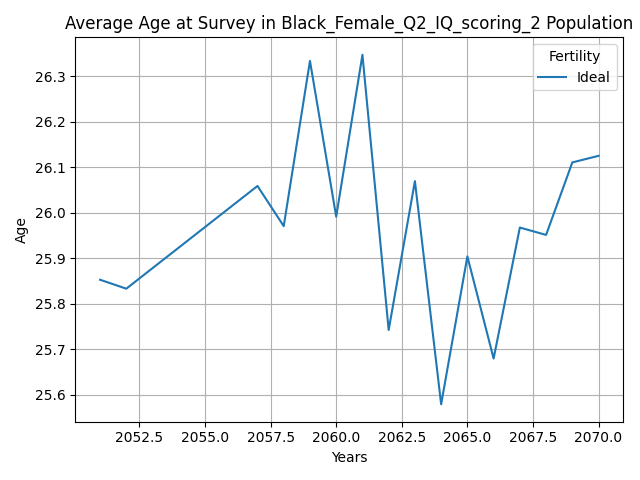 Average Age at Survey in Black_Female_Q2_IQ_scoring_2 Population
Fertility
Ideal
26.3
26.2
26.1
26.0
25.9
25.8
25.7
25.6
Age
2052.5 2055.0 2057.5 2060.0 2062.5 2065.0 2067.5 2070.0
Years